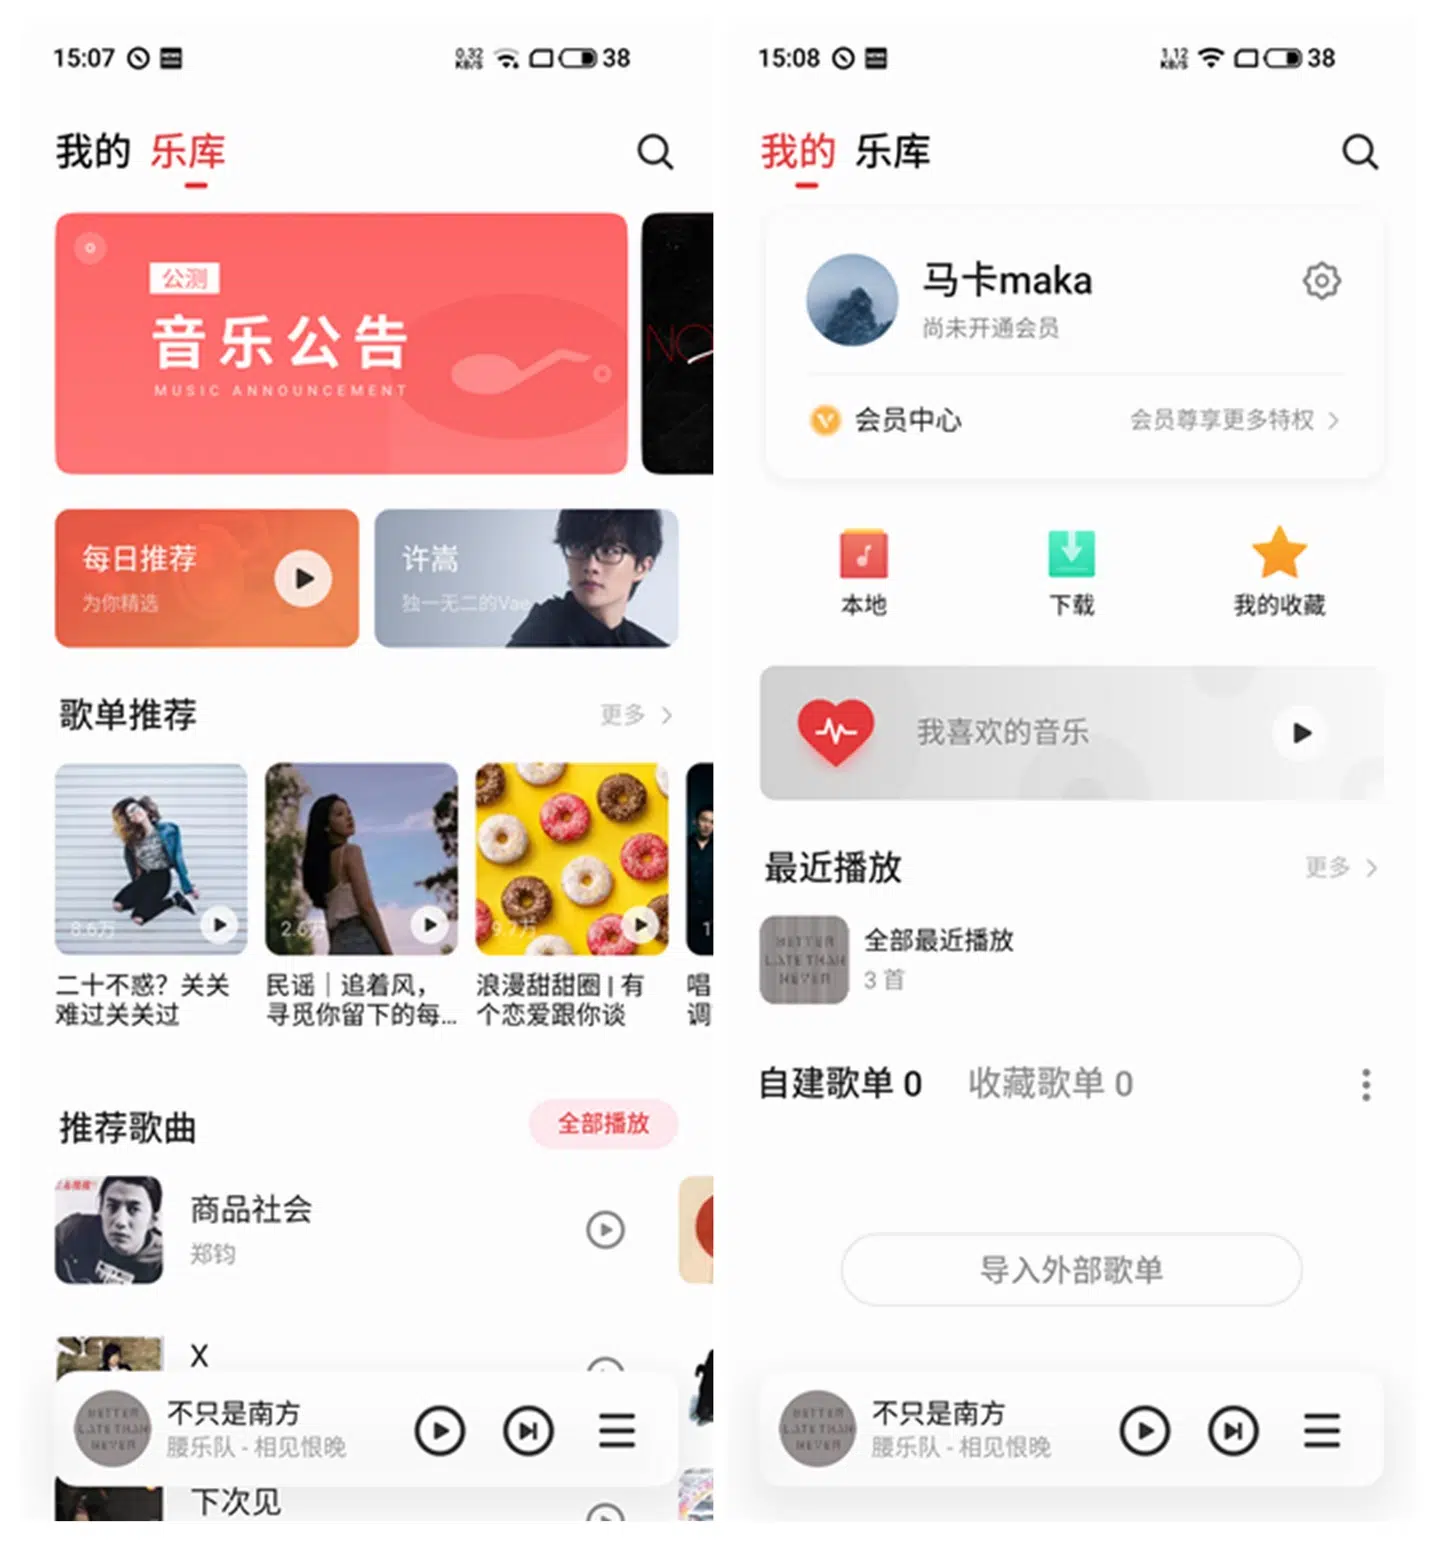 15:07
0.32
KB/S
38
我的 乐库
公测
音乐公告
MUSIC ANNOUNCEMENT
每日推荐
为你精选
许嵩
独一无二的Vae
歌单推荐
更多
8.6万
2.6万
9.7万
1
二十不惑？关关
难过关关过
民谣｜追着风，
寻觅你留下的每...
浪漫甜甜圈 | 有
个恋爱跟你谈
唱
调
推荐歌曲
全部播放
商品社会
郑钧
X
BETTER
LATE THAN
NEVER
不只是南方
腰乐队 - 相见恨晚
下次见
15:08
1.12
KB/S
38
我的 乐库
马卡maka
尚未开通会员
会员中心
会员尊享更多特权
本地
下载
我的收藏
我喜欢的音乐
最近播放
更多
BETTER
LATE THAN
NEVER
全部最近播放
3 首
自建歌单 0
收藏歌单 0
导入外部歌单
BETTER
LATE THAN
NEVER
不只是南方
腰乐队 - 相见恨晚